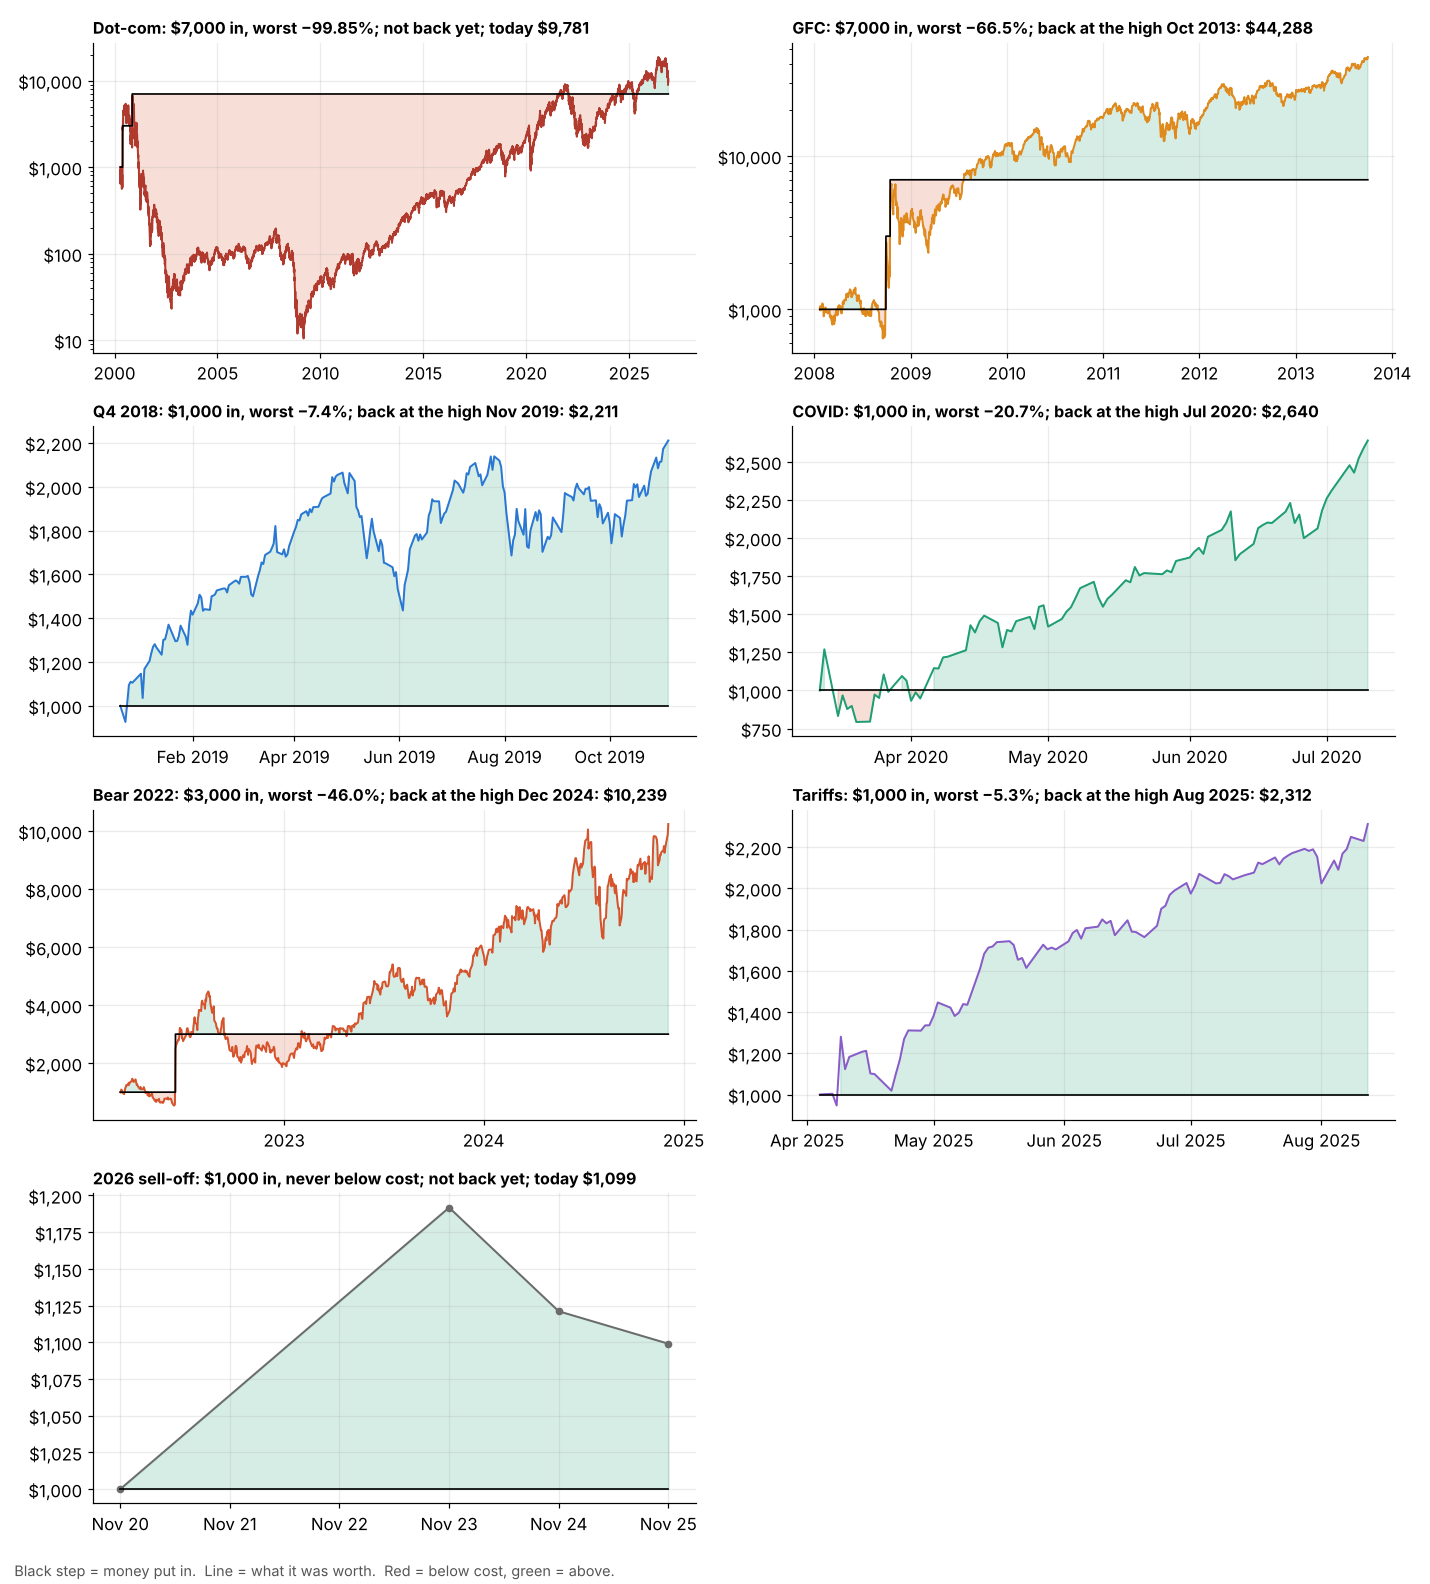 Dot-com: $7,000 in, worst −99.85%; not back yet; today $9,781
$10,000
$1,000
$100
$10
2000 2005 2010 2015 2020 2025
GFC: $7,000 in, worst −66.5%; back at the high Oct 2013: $44,288
$10,000
$1,000
2008 2009 2010 2011 2012 2013 2014
Q4 2018: $1,000 in, worst −7.4%; back at the high Nov 2019: $2,211
$2,200
$2,000
$1,800
$1,600
$1,400
$1,200
$1,000
Feb 2019 Apr 2019 Jun 2019 Aug 2019 Oct 2019
COVID: $1,000 in, worst −20.7%; back at the high Jul 2020: $2,640
$2,500
$2,250
$2,000
$1,750
$1,500
$1,250
$1,000
$750
Apr 2020 May 2020 Jun 2020 Jul 2020
Bear 2022: $3,000 in, worst −46.0%; back at the high Dec 2024: $10,239
$10,000
$8,000
$6,000
$4,000
$2,000
2023 2024 2025
Tariffs: $1,000 in, worst −5.3%; back at the high Aug 2025: $2,312
$2,200
$2,000
$1,800
$1,600
$1,400
$1,200
$1,000
Apr 2025 May 2025 Jun 2025 Jul 2025 Aug 2025
2026 sell-off: $1,000 in, never below cost; not back yet; today $1,099
$1,200
$1,175
$1,150
$1,125
$1,100
$1,075
$1,050
$1,025
$1,000
Nov 20 Nov 21 Nov 22 Nov 23 Nov 24 Nov 25
Black step = money put in.  Line = what it was worth.  Red = below cost, green = above.